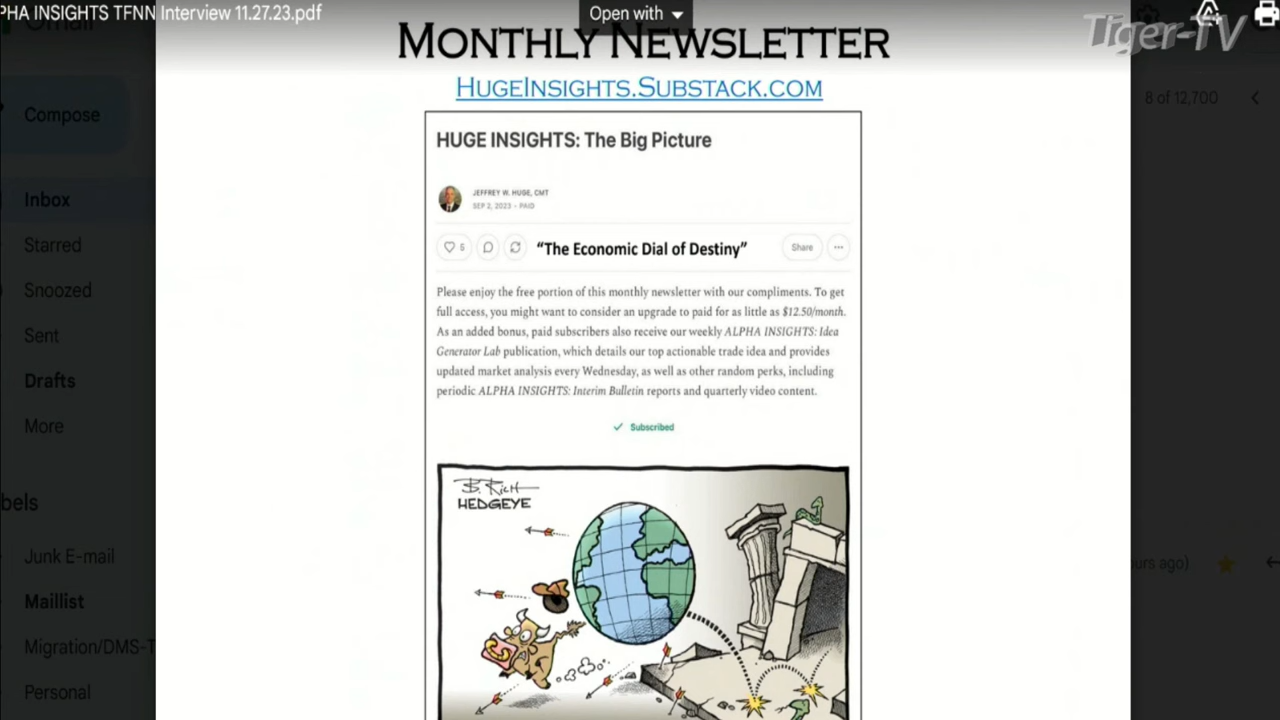 PHA INSIGHTS TFNN Interview 11.27.23.pdf
Open with
Tiger-TV
MONTHLY NEWSLETTER
HUGEINSIGHTS.SUBSTACK.COM
8 of 12,700
Compose
Inbox
Starred
Snoozed
Sent
Drafts
More
bels
Junk E-mail
Maillist
Migration/DMS-T
Personal
urs ago)
HUGE INSIGHTS: The Big Picture
JEFFREY W. HUGE, CMT
SEP 2, 2023 - PAID
5
“The Economic Dial of Destiny”
Share
Please enjoy the free portion of this monthly newsletter with our compliments. To get
full access, you might want to consider an upgrade to paid for as little as $12.50/month.
As an added bonus, paid subscribers also receive our weekly ALPHA INSIGHTS: Idea
Generator Lab publication, which details our top actionable trade idea and provides
updated market analysis every Wednesday, as well as other random perks, including
periodic ALPHA INSIGHTS: Interim Bulletin reports and quarterly video content.
Subscribed
B. Rich
HEDGEYE